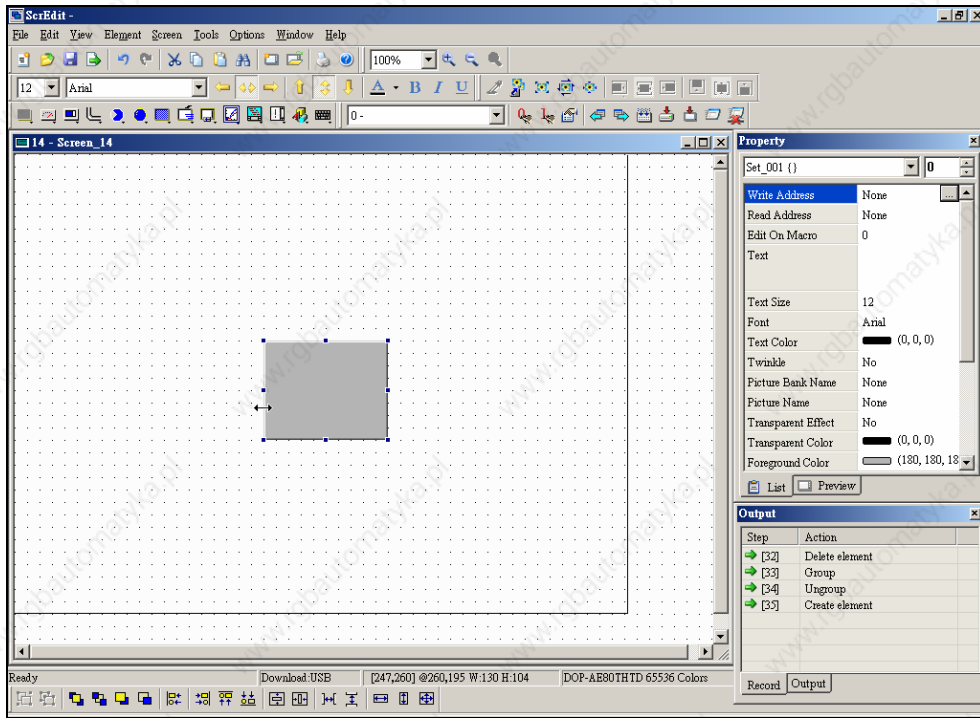 ScrEdit -
File Edit View Element Screen Tools Options Window Help
100%
12 Arial A B I U
0 -
14 - Screen_14
Property
Set_001 {} 0
Write Address None ...
Read Address None
Edit On Macro 0
Text
Text Size 12
Font Arial
Text Color (0, 0, 0)
Twinkle No
Picture Bank Name None
Picture Name None
Transparent Effect No
Transparent Color (0, 0, 0)
Foreground Color (180, 180, 18
List Preview
Output
Step Action
[32] Delete element
[33] Group
[34] Ungroup
[35] Create element
Record Output
Ready Download:USB [247,260] @260,195 W:130 H:104 DOP-AE80THTD 65536 Colors
www.rgbautomatyka.pl